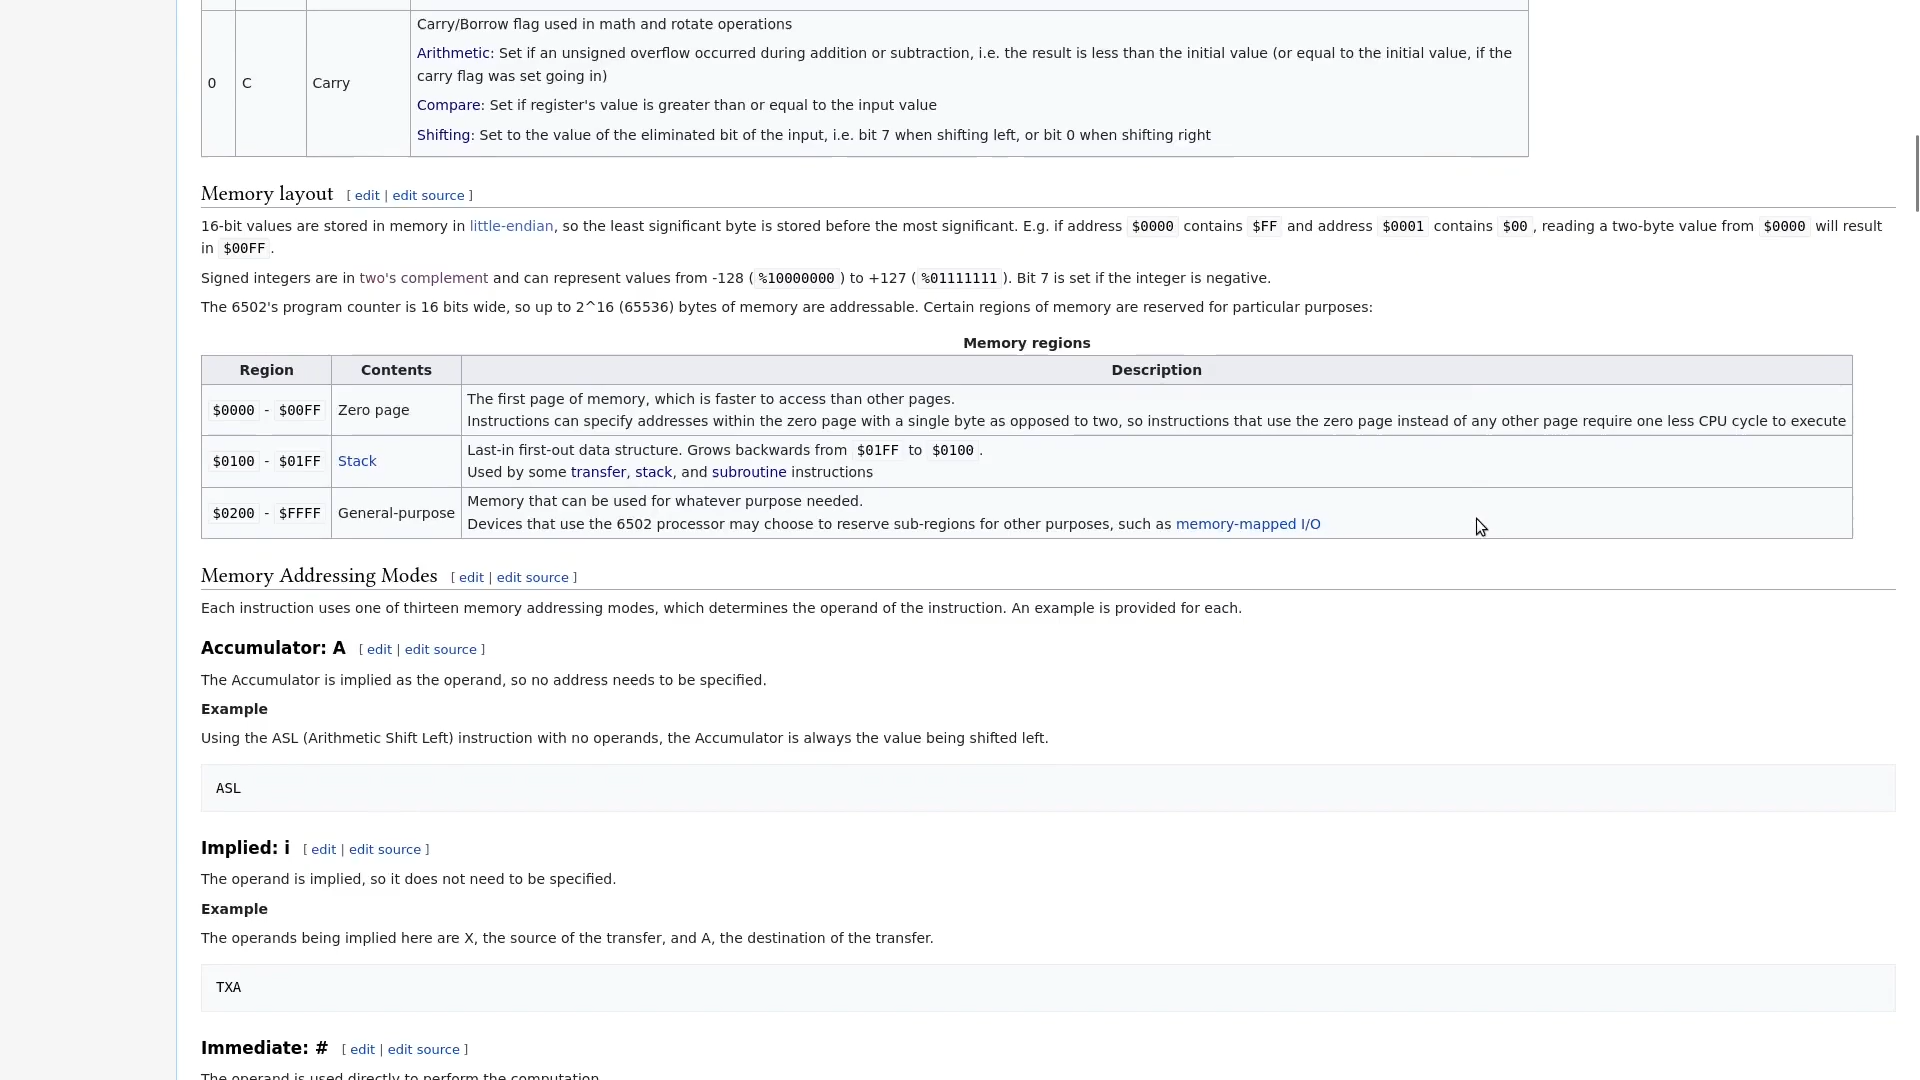 Carry/Borrow flag used in math and rotate operations
Arithmetic: Set if an unsigned overflow occurred during addition or subtraction, i.e. the result is less than the initial value (or equal to the initial value, if the
carry flag was set going in)
0 C Carry
Compare: Set if register's value is greater than or equal to the input value
Shifting: Set to the value of the eliminated bit of the input, i.e. bit 7 when shifting left, or bit 0 when shifting right
Memory layout [ edit | edit source ]
16-bit values are stored in memory in little-endian, so the least significant byte is stored before the most significant. E.g. if address $0000 contains $FF and address $0001 contains $00 , reading a two-byte value from $0000 will result
in $00FF .
Signed integers are in two's complement and can represent values from -128 ( %10000000 ) to +127 ( %01111111 ). Bit 7 is set if the integer is negative.
The 6502's program counter is 16 bits wide, so up to 2^16 (65536) bytes of memory are addressable. Certain regions of memory are reserved for particular purposes:
Memory regions
Region Contents Description
$0000 - $00FF Zero page
The first page of memory, which is faster to access than other pages.
Instructions can specify addresses within the zero page with a single byte as opposed to two, so instructions that use the zero page instead of any other page require one less CPU cycle to execute
$0100 - $01FF Stack
Last-in first-out data structure. Grows backwards from $01FF to $0100 .
Used by some transfer, stack, and subroutine instructions
$0200 - $FFFF General-purpose
Memory that can be used for whatever purpose needed.
Devices that use the 6502 processor may choose to reserve sub-regions for other purposes, such as memory-mapped I/O
Memory Addressing Modes [ edit | edit source ]
Each instruction uses one of thirteen memory addressing modes, which determines the operand of the instruction. An example is provided for each.
Accumulator: A [ edit | edit source ]
The Accumulator is implied as the operand, so no address needs to be specified.
Example
Using the ASL (Arithmetic Shift Left) instruction with no operands, the Accumulator is always the value being shifted left.
ASL
Implied: i [ edit | edit source ]
The operand is implied, so it does not need to be specified.
Example
The operands being implied here are X, the source of the transfer, and A, the destination of the transfer.
TXA
Immediate: # [ edit | edit source ]
The operand is used directly to perform the computation.